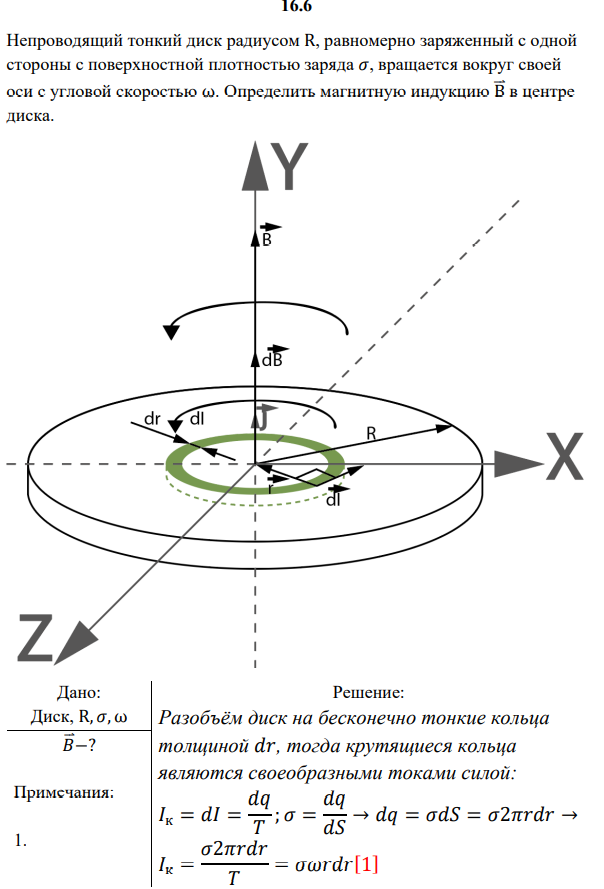 16.6
Непроводящий тонкий диск радиусом R, равномерно заряженный с одной
стороны с поверхностной плотностью заряда σ, вращается вокруг своей
оси с угловой скоростью ω. Определить магнитную индукцию B⃗ в центре
диска.
Y
B⃗
dB⃗
dr
dI
J⃗
R
X
r⃗
dl⃗
Z
Дано:
Диск, R, σ, ω
B⃗−?
Примечания:
1.
Решение:
Разобъём диск на бесконечно тонкие кольца
толщиной dr, тогда крутящиеся кольца
являются своеобразными токами силой:
I_к = dI = dq/T; σ = dq/dS → dq = σdS = σ2πrdr →
I_к = σ2πrdr/T = σωrdr[1]